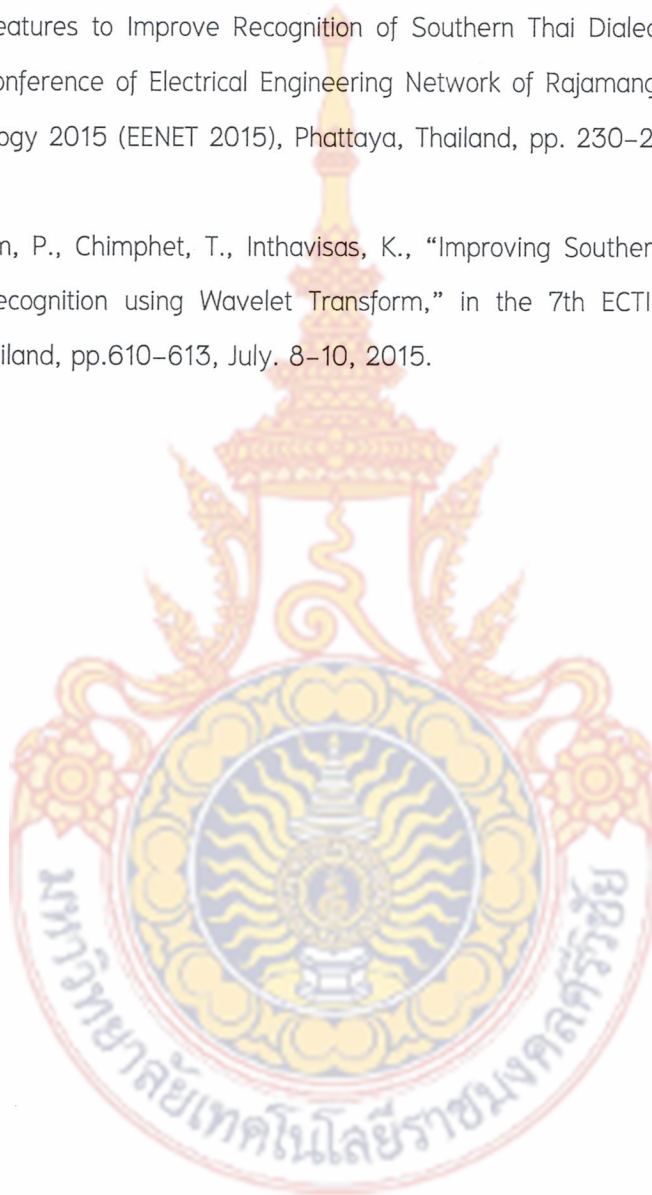 eatures to Improve Recognition of Southern Thai Dialec
onference of Electrical Engineering Network of Rajamang
ogy 2015 (EENET 2015), Phattaya, Thailand, pp. 230–2
n, P., Chimphet, T., Inthavisas, K., “Improving Souther
ecognition using Wavelet Transform,” in the 7th ECTI
iland, pp.610–613, July. 8–10, 2015.
มหาวิทยาลัยเทคโนโลยีราชมงคลศรีวิชัย